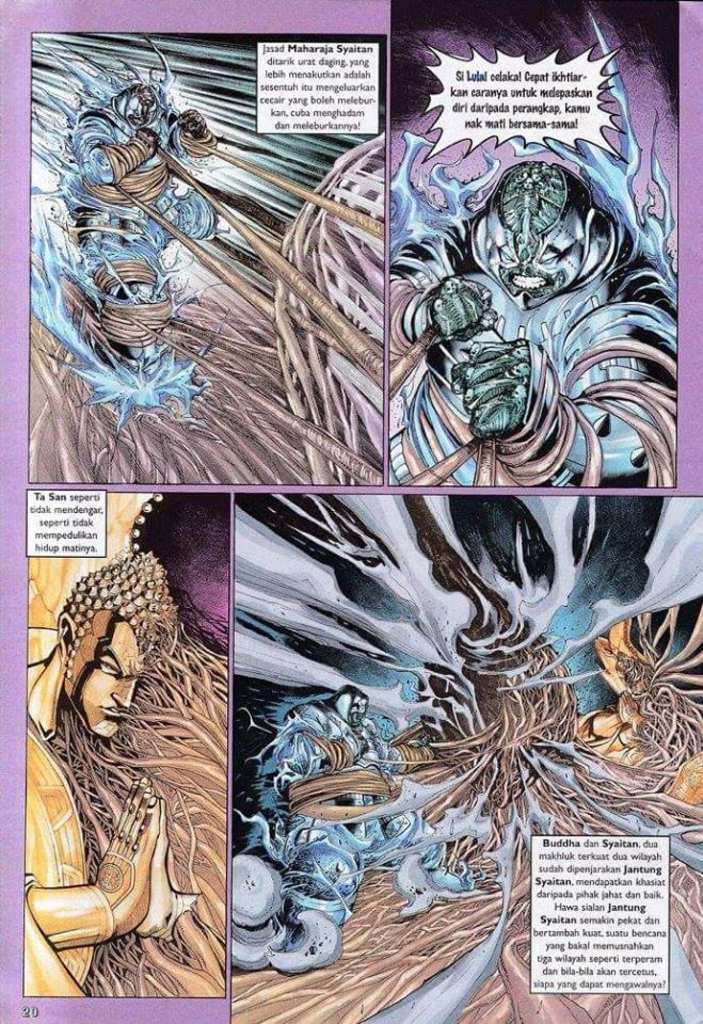 Jasad Maharaja Syaitan
ditarik urat daging, yang
lebih menakutkan adalah
sesentuh itu mengeluarkan
cecair yang boleh melebur-
kan, cuba menghadam
dan meleburkannya!
Si Lulal celaka! Cepat ikhtiar-
kan caranya untuk melepaskan
diri daripada perangkap, kamu
nak mati bersama-sama!
Ta San seperti
tidak mendengar,
seperti tidak
mempedulikan
hidup matinya.
Buddha dan Syaitan, dua
makhluk terkuat dua wilayah
sudah dipenjarakan Jantung
Syaitan, mendapatkan khasiat
daripada pihak jahat dan baik.
Hawa sialan Jantung
Syaitan semakin pekat dan
bertambah kuat, suatu bencana
yang bakal memusnahkan
tiga wilayah seperti terperam
dan bila-bila akan tercetus,
siapa yang dapat mengawalnya?
20